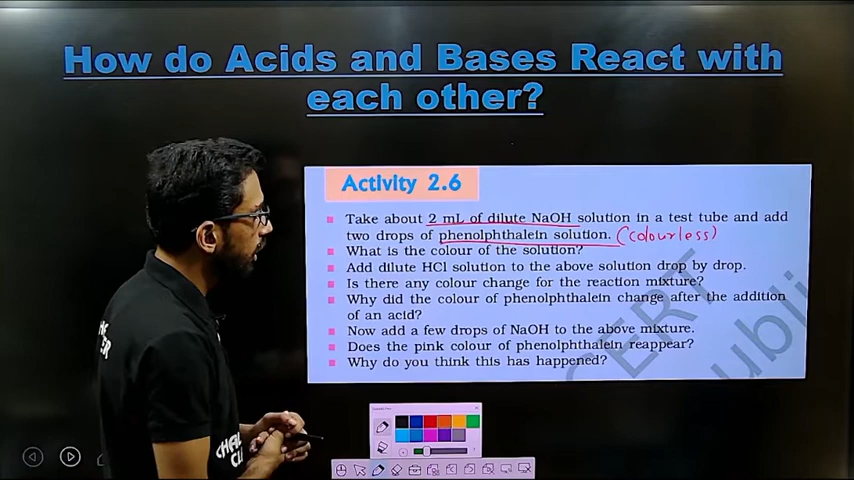 How do Acids and Bases React with
each other?
Activity 2.6
Take about 2 mL of dilute NaOH solution in a test tube and add
two drops of phenolphthalein solution. (colourless)
What is the colour of the solution?
Add dilute HCl solution to the above solution drop by drop.
Is there any colour change for the reaction mixture?
Why did the colour of phenolphthalein change after the addition
of an acid?
Now add a few drops of NaOH to the above mixture.
Does the pink colour of phenolphthalein reappear?
Why do you think this has happened?